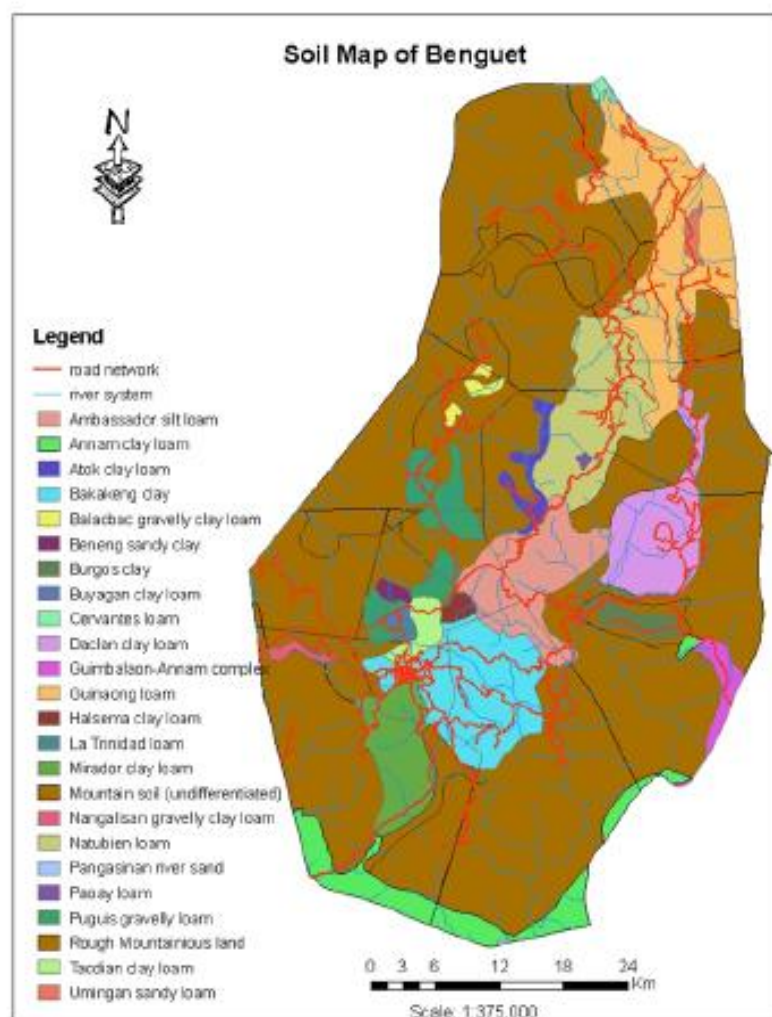 Soil Map of Benguet
N
Legend
road network
river system
Ambassador silt loam
Annam clay loam
Atok clay loam
Bakakeng clay
Balacbac gravelly clay loam
Beneng sandy clay
Burgos clay
Buyagan clay loam
Cervantes loam
Daclan clay loam
Guimbalaon-Annam complex
Guinaong loam
Halsema clay loam
La Trinidad loam
Mirador clay loam
Mountain soil (undifferentiated)
Nangalisan gravelly clay loam
Natubien loam
Pangasinan river sand
Paoay loam
Puguis gravelly loam
Rough Mountainious land
Tacdian clay loam
Umingan sandy loam
0 3 6 12 18 24
Km
Scale: 1:375,000